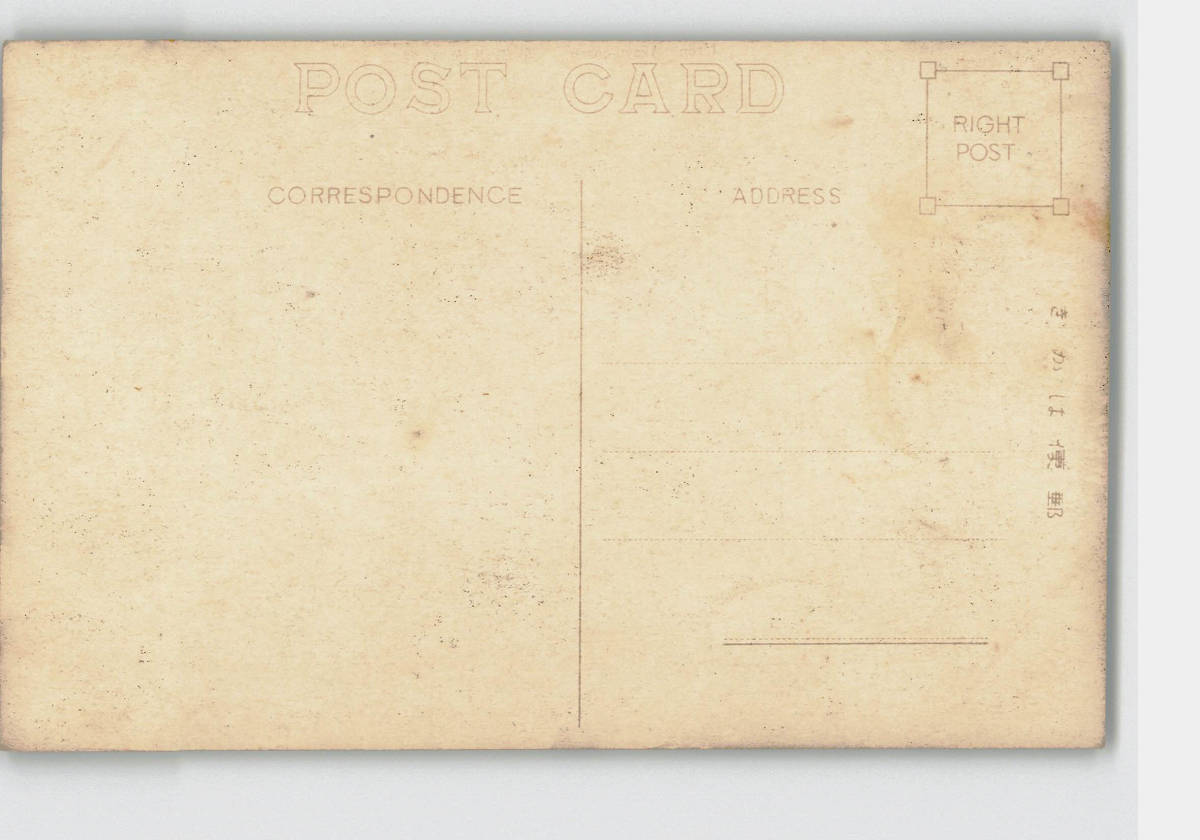 POST CARD
RIGHT
POST
CORRESPONDENCE
ADDRESS
郵便はかき